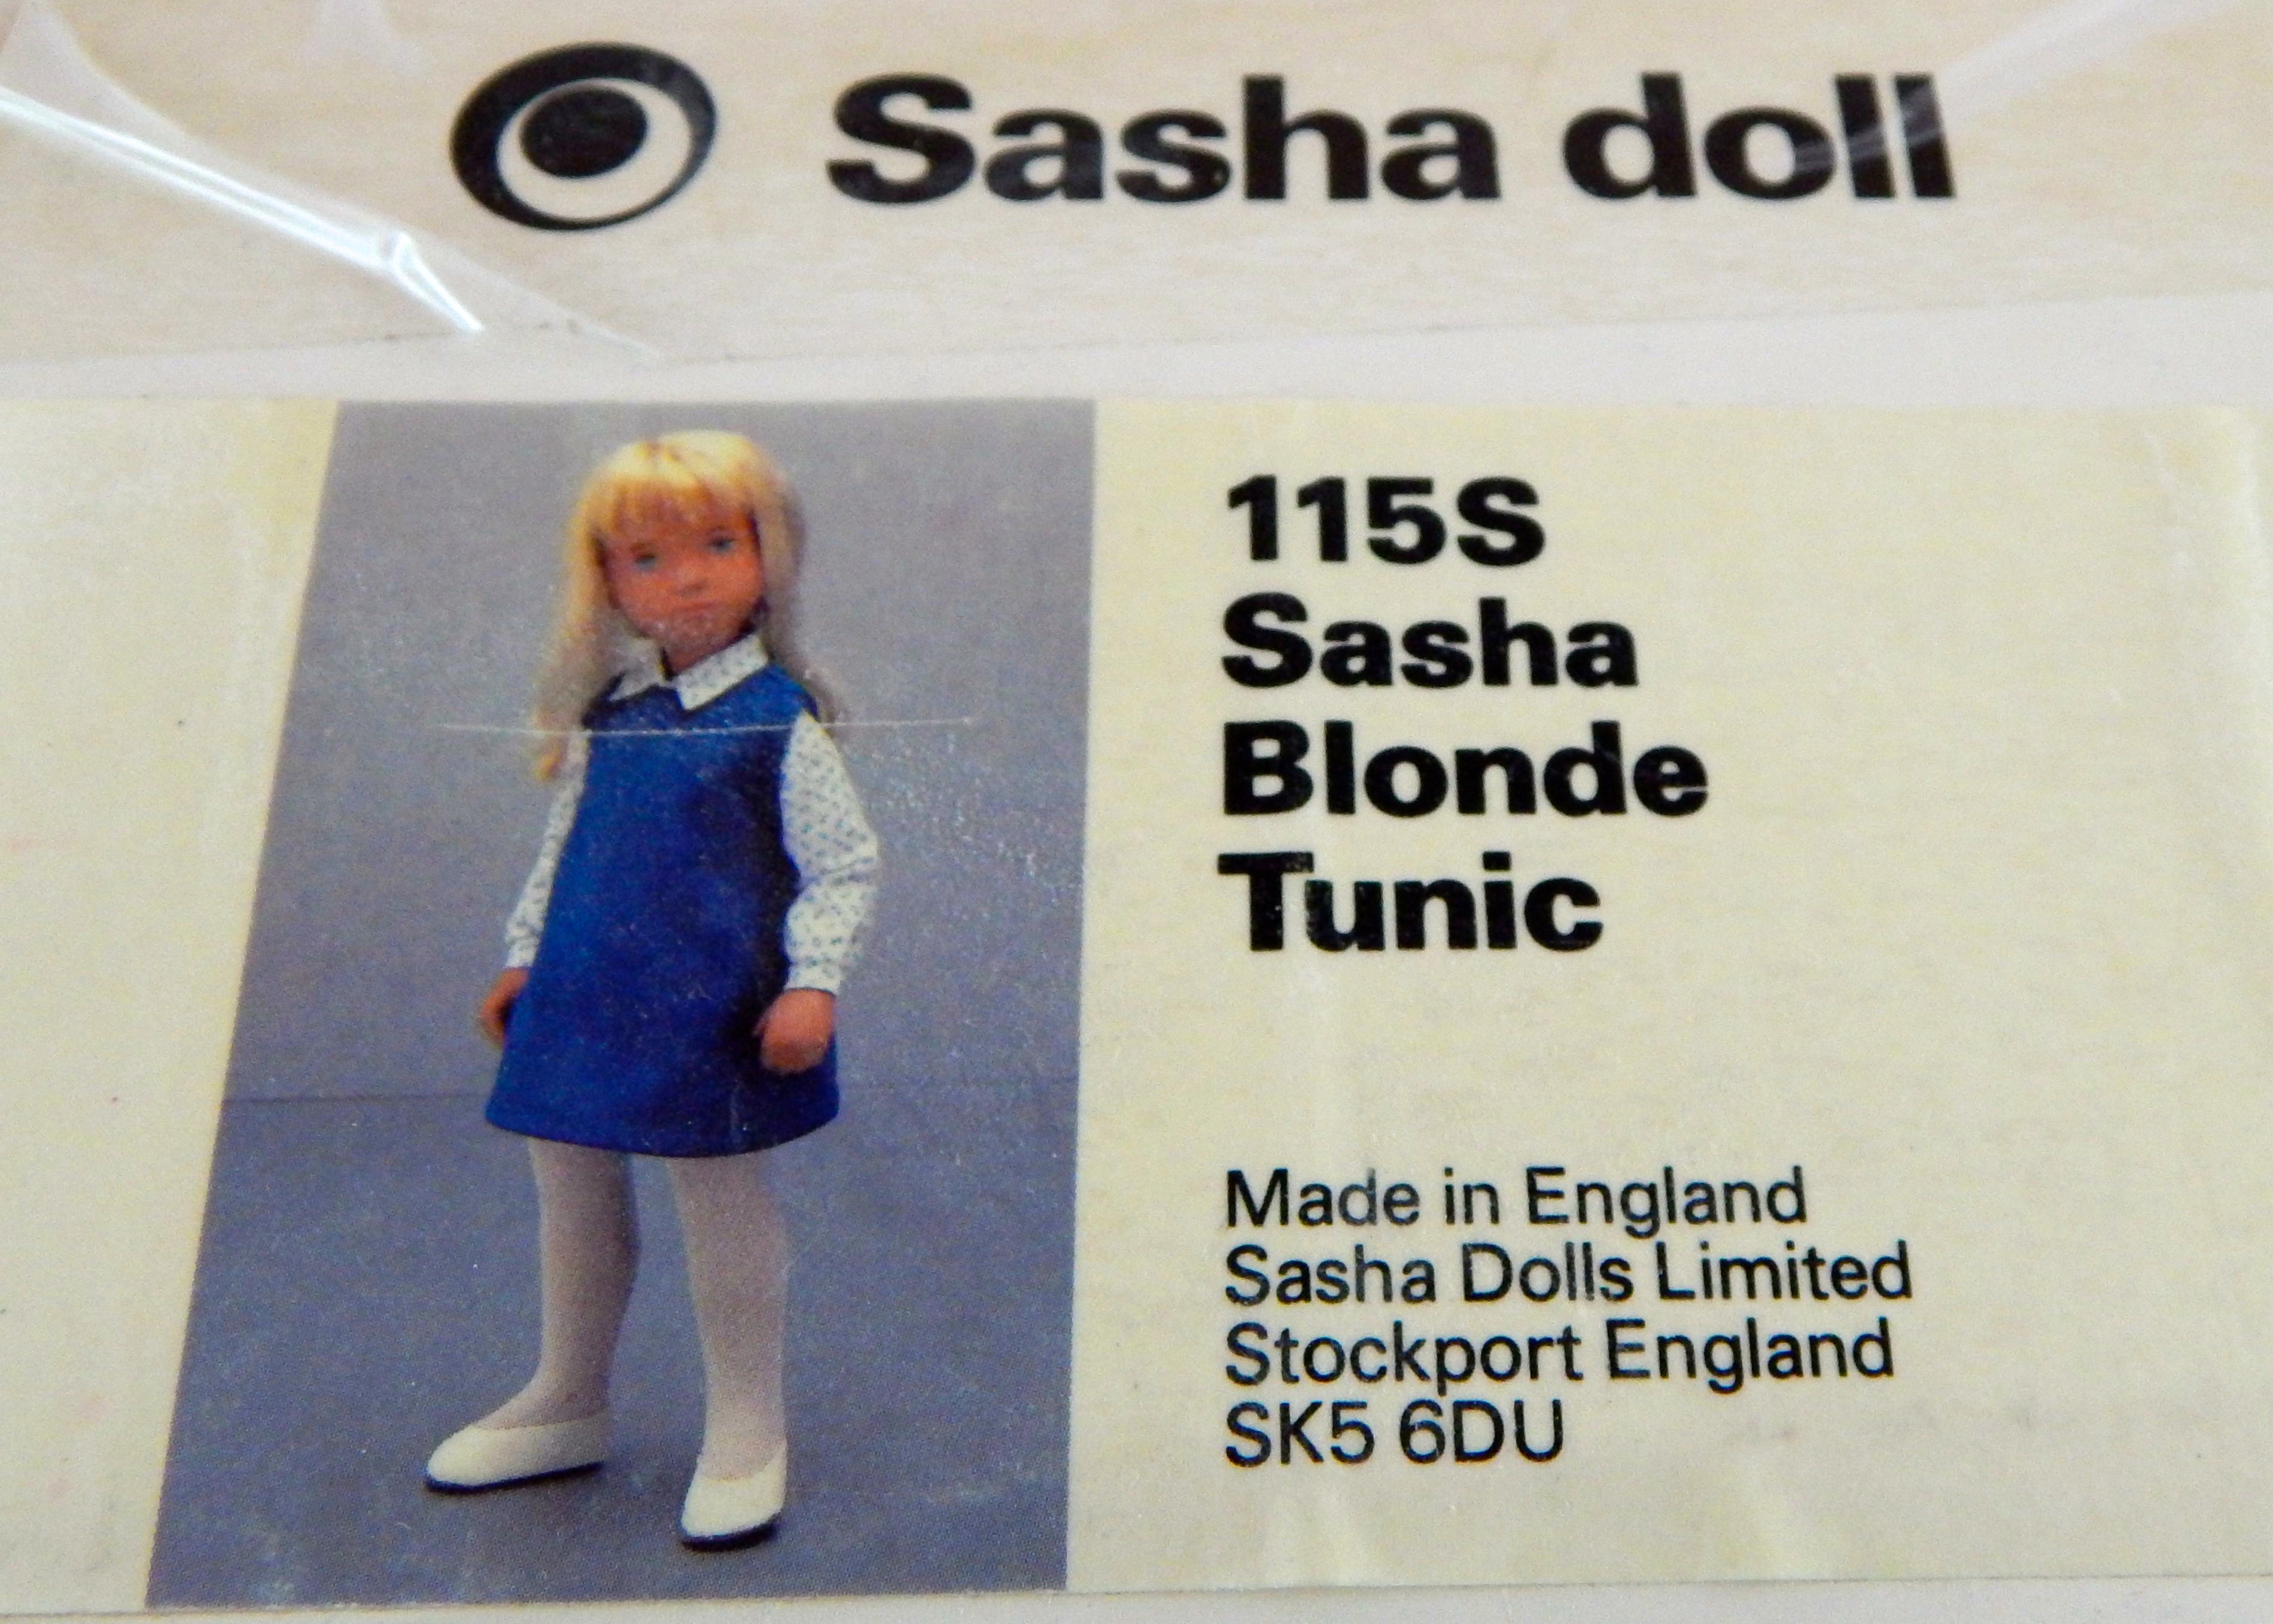 Sasha doll
115S
Sasha
Blonde
Tunic
Made in England
Sasha Dolls Limited
Stockport England
SK5 6DU